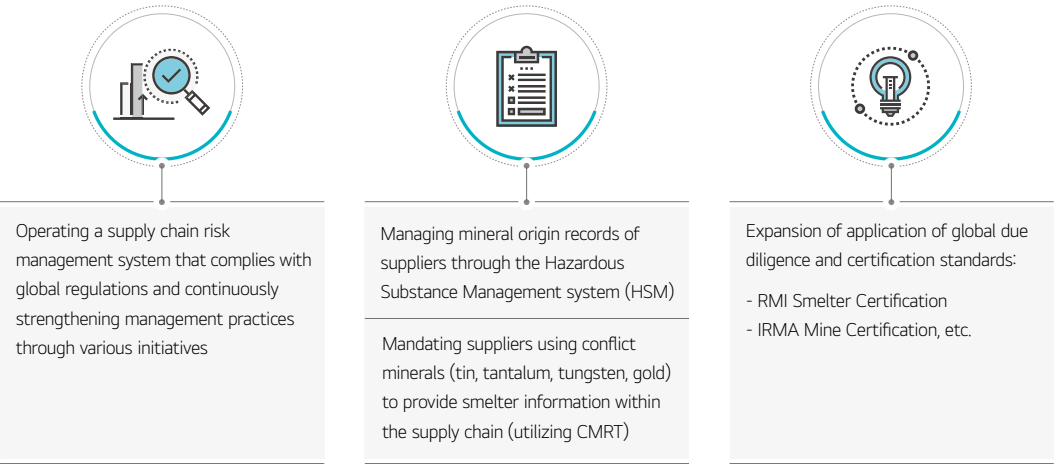 Operating a supply chain risk
management system that complies with
global regulations and continuously
strengthening management practices
through various initiatives
Managing mineral origin records of
suppliers through the Hazardous
Substance Management system (HSM)
Mandating suppliers using conflict
minerals (tin, tantalum, tungsten, gold)
to provide smelter information within
the supply chain (utilizing CMRT)
Expansion of application of global due
diligence and certification standards:
- RMI Smelter Certification
- IRMA Mine Certification, etc.